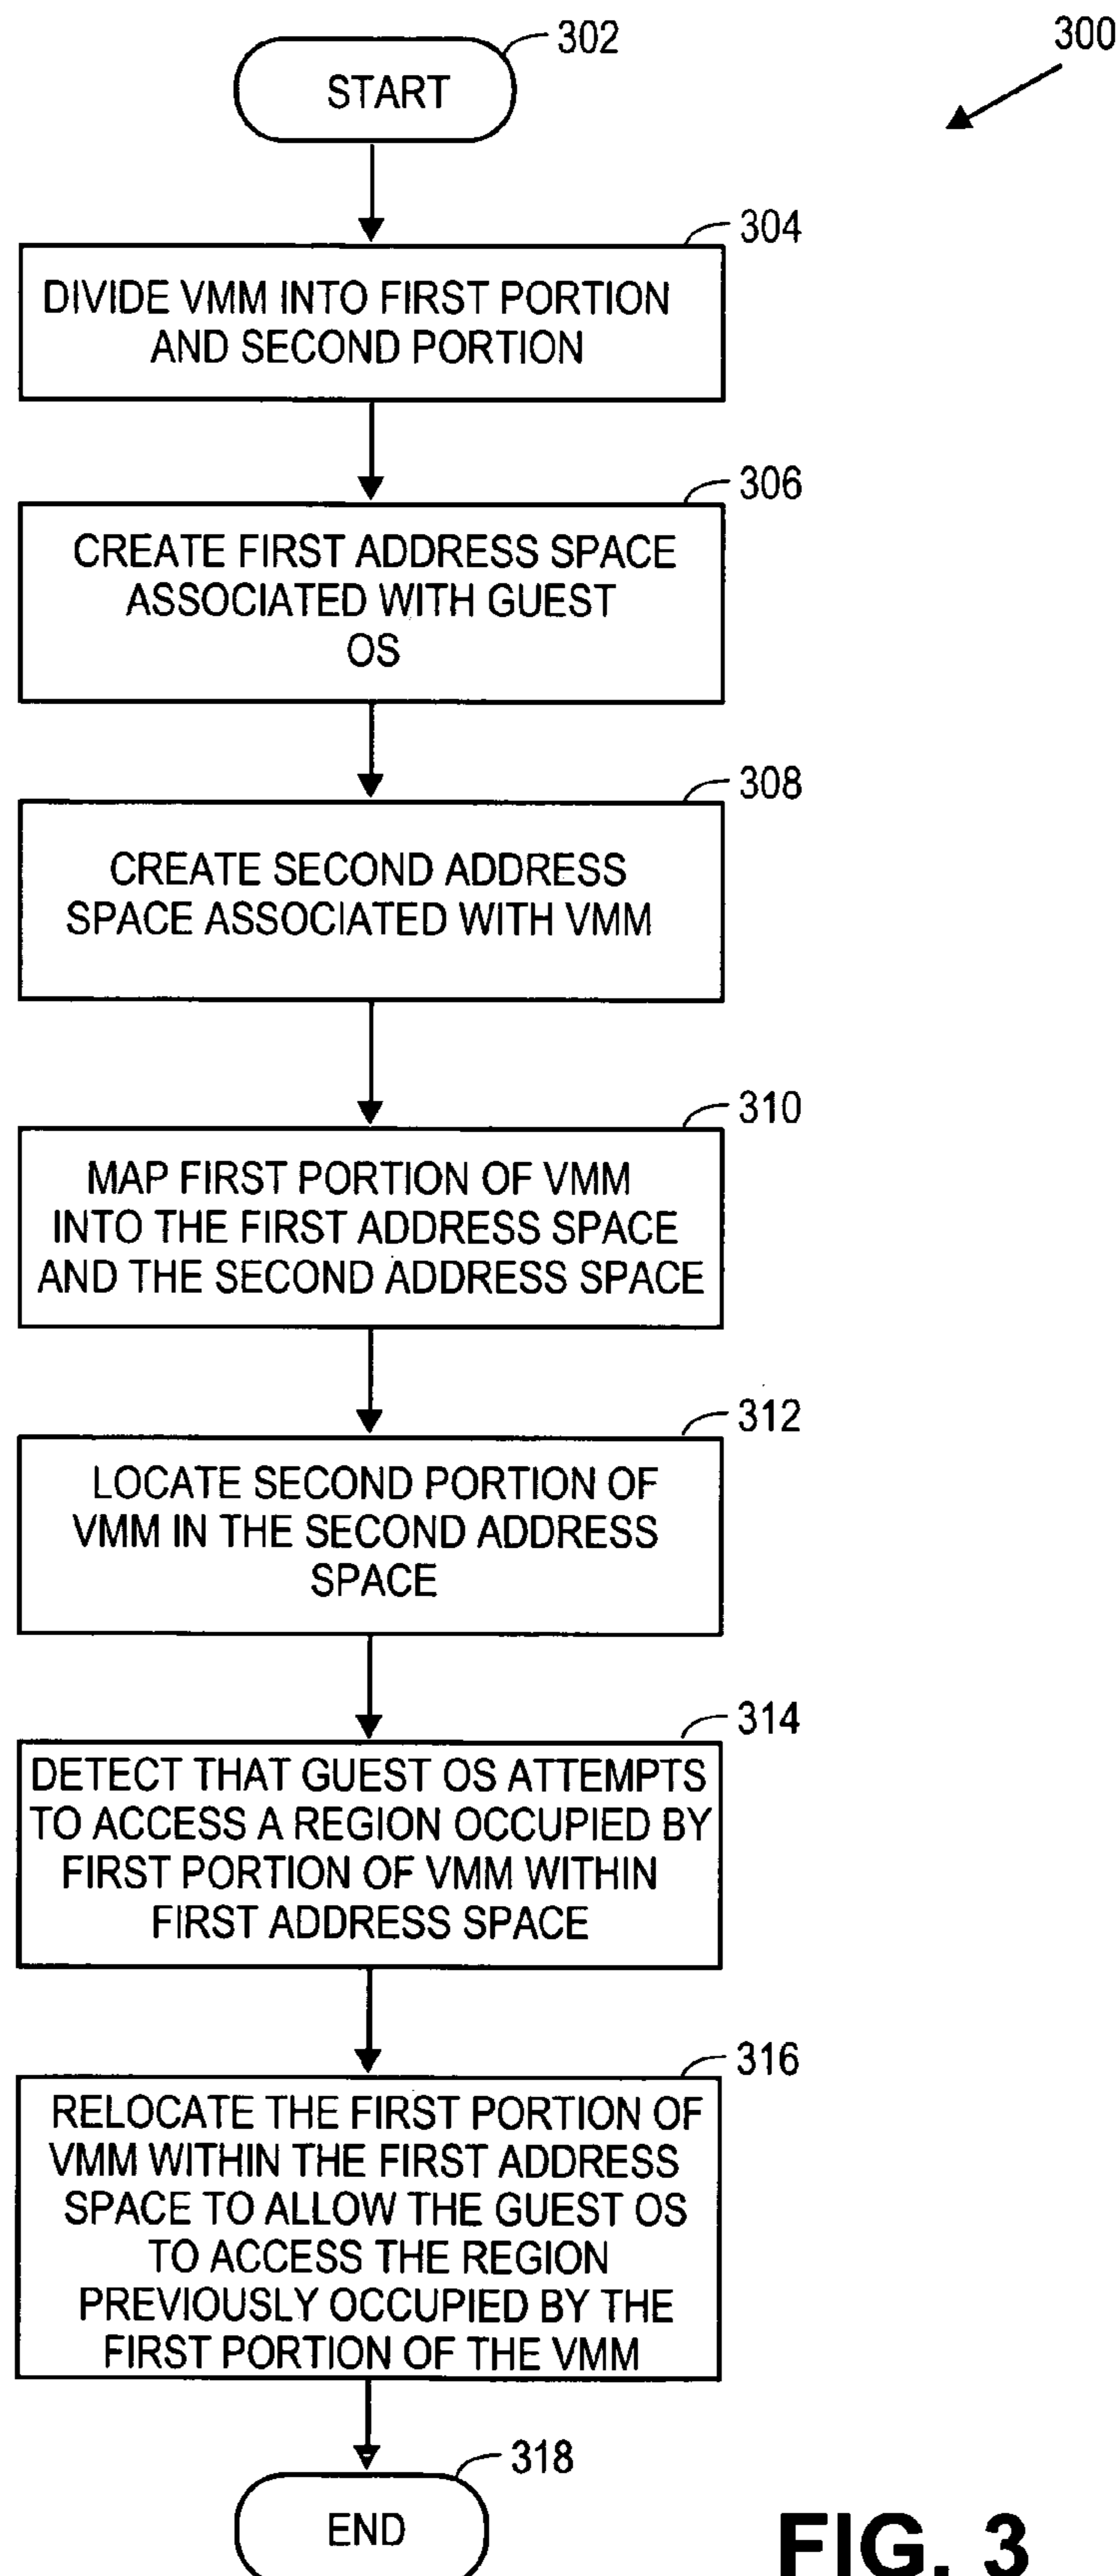 302
300
START
304
DIVIDE VMM INTO FIRST PORTION
AND SECOND PORTION
306
CREATE FIRST ADDRESS SPACE
ASSOCIATED WITH GUEST
OS
308
CREATE SECOND ADDRESS
SPACE ASSOCIATED WITH VMM
310
MAP FIRST PORTION OF VMM
INTO THE FIRST ADDRESS SPACE
AND THE SECOND ADDRESS SPACE
312
LOCATE SECOND PORTION OF
VMM IN THE SECOND ADDRESS
SPACE
314
DETECT THAT GUEST OS ATTEMPTS
TO ACCESS A REGION OCCUPIED BY
FIRST PORTION OF VMM WITHIN
FIRST ADDRESS SPACE
316
RELOCATE THE FIRST PORTION OF
VMM WITHIN THE FIRST ADDRESS
SPACE TO ALLOW THE GUEST OS
TO ACCESS THE REGION
PREVIOUSLY OCCUPIED BY THE
FIRST PORTION OF THE VMM
318
END
FIG. 3